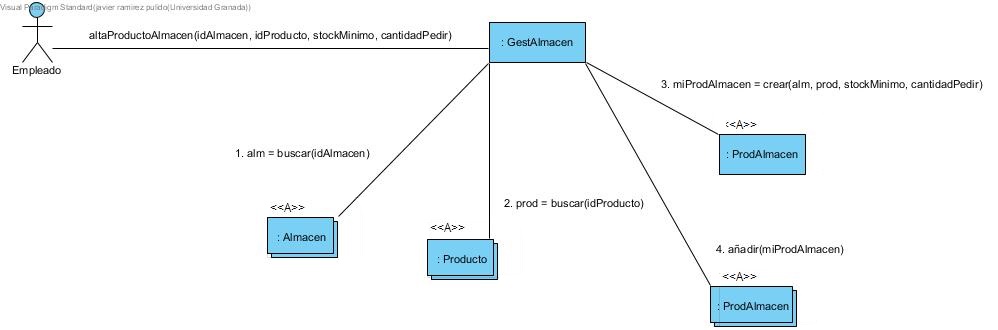 Visual Paradigm Standard(javier ramirez pulido(Universidad Granada))
altaProductoAlmacen(idAlmacen, idProducto, stockMinimo, cantidadPedir)
: GestAlmacen
Empleado
3. miProdAlmacen = crear(alm, prod, stockMinimo, cantidadPedir)
<<A>>
: ProdAlmacen
1. alm = buscar(idAlmacen)
2. prod = buscar(idProducto)
<<A>>
: Almacen
<<A>>
: Producto
4. añadir(miProdAlmacen)
<<A>>
: ProdAlmacen